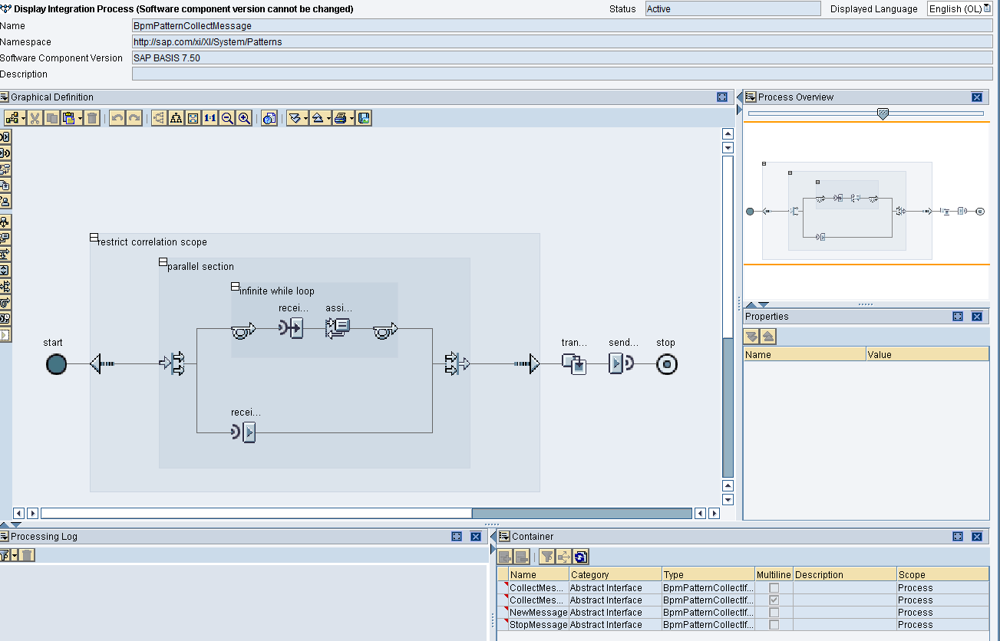 Display Integration Process (Software component version cannot be changed)
Status Active Displayed Language English (OL)
Name BpmPatternCollectMessage
Namespace http://sap.com/xi/XI/System/Patterns
Software Component Version SAP BASIS 7.50
Description
Graphical Definition
Process Overview
1:1
restrict correlation scope
parallel section
infinite while loop
recei... assi...
start
tran... send... stop
recei...
Properties
Name Value
Processing Log
Container
Name Category Type Multiline Description Scope
CollectMes... Abstract Interface BpmPatternCollectIf... Process
CollectMes... Abstract Interface BpmPatternCollectIf... Process
NewMessage Abstract Interface BpmPatternCollectIf... Process
StopMessage Abstract Interface BpmPatternCollectIf... Process